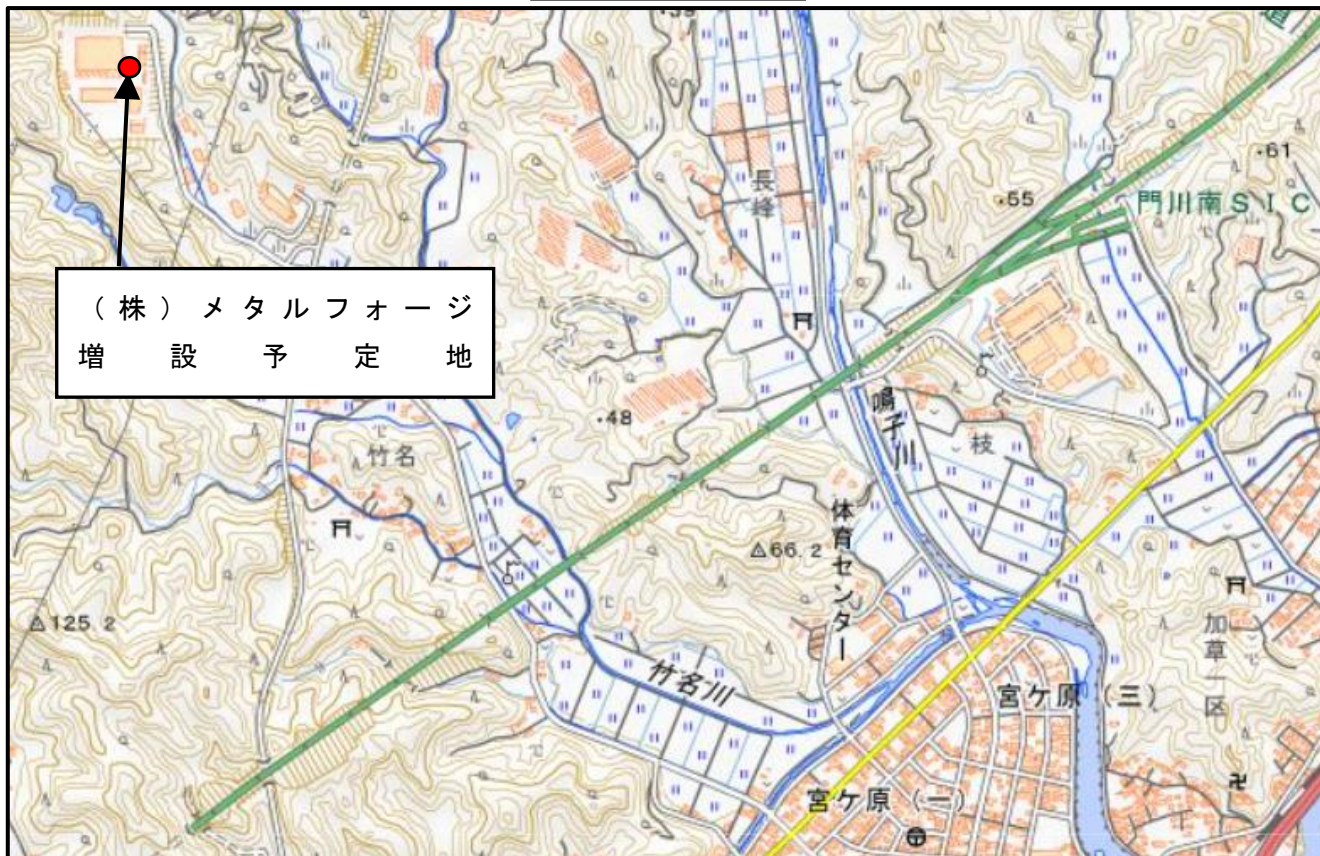 ・39
道
・61
・55
門川南SIC
長峰
（株）メタルフォージ
増設予定地
・48
鳴子川
枝
竹名
体育センター
△66.2
△125.2
加草一区
竹名川
宮ケ原（三）
宮ケ原（一）